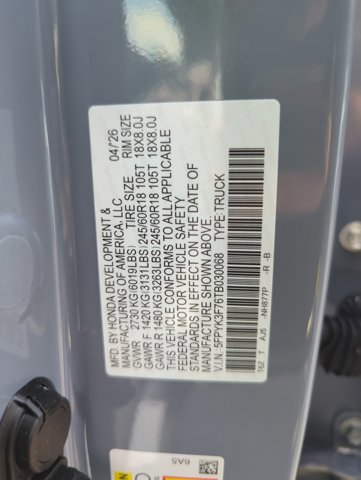 MFD. BY HONDA DEVELOPMENT & 04/26
MANUFACTURING OF AMERICA, LLC
GVWR 2730 KG(6019LBS) TIRE SIZE RIM SIZE
GAWR F 1420 KG(3131LBS)245/60R18 105T 18X8.0J
GAWR R 1480 KG(3263LBS)245/60R18 105T 18X8.0J
THIS VEHICLE CONFORMS TO ALL APPLICABLE
FEDERAL MOTOR VEHICLE SAFETY
STANDARDS IN EFFECT ON THE DATE OF
MANUFACTURE SHOWN ABOVE.
V.I.N. 5FPYK3F76TB030068 TYPE:TRUCK
T6Z T AJ5 -NH877P -R -B
6A5